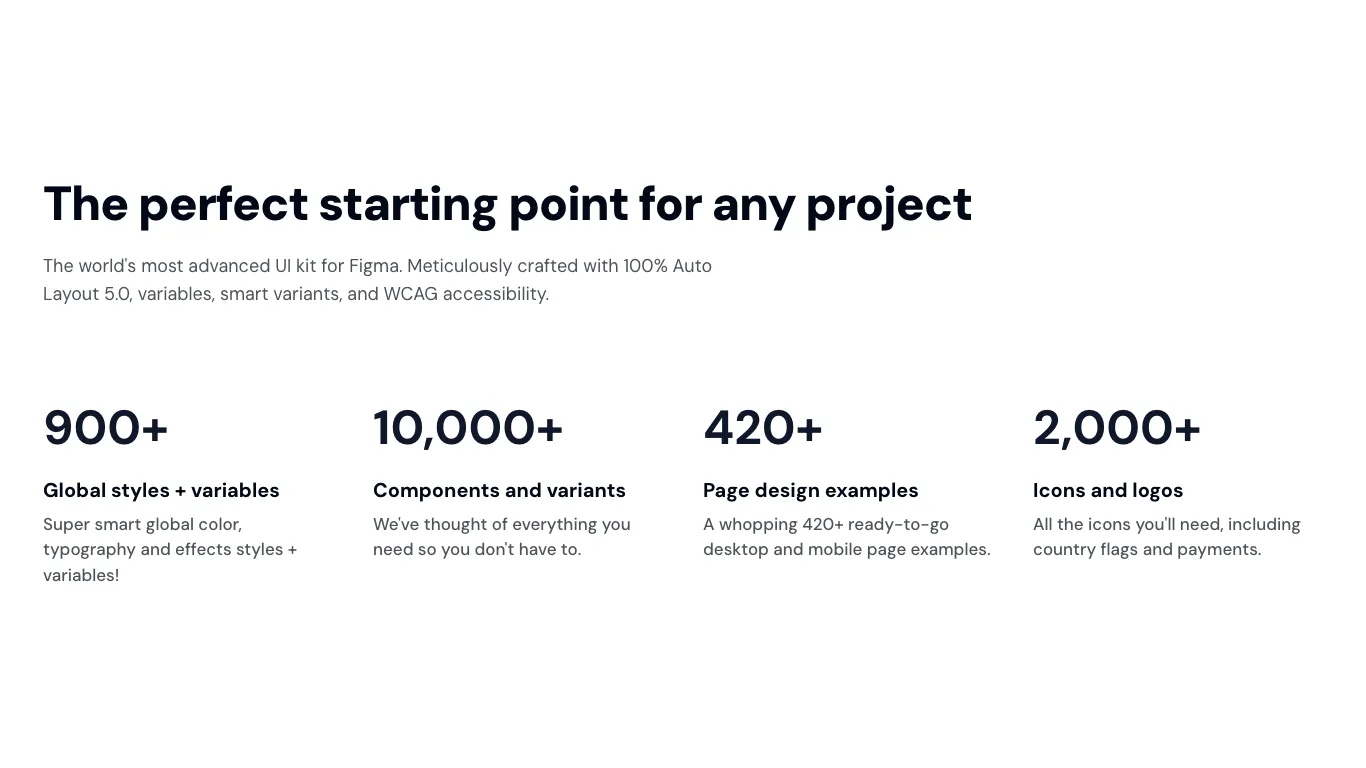 The perfect starting point for any project
The world's most advanced UI kit for Figma. Meticulously crafted with 100% Auto
Layout 5.0, variables, smart variants, and WCAG accessibility.
900+
Global styles + variables
Super smart global color,
typography and effects styles +
variables!
10,000+
Components and variants
We've thought of everything you
need so you don't have to.
420+
Page design examples
A whopping 420+ ready-to-go
desktop and mobile page examples.
2,000+
Icons and logos
All the icons you'll need, including
country flags and payments.